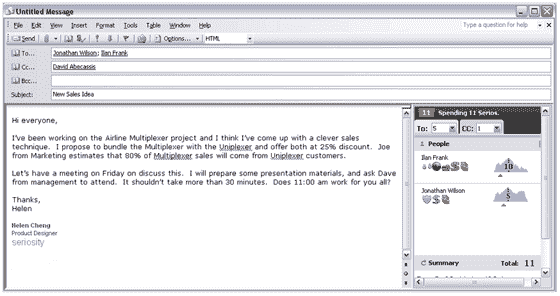 Untitled Message
File Edit View Insert Format Tools Table Window Help Type a question for help
Send Options... HTML
To... Jonathan Wilson; Ilan Frank
Cc... David Abecassis
Bcc...
Subject: New Sales Idea
Hi everyone,
I've been working on the Airline Multiplexer project and I think I've come up with a clever sales
technique. I propose to bundle the Multiplexer with the Uniplexer and offer both at 25% discount. Joe
from Marketing estimates that 80% of Multiplexer sales will come from Uniplexer customers.
Let's have a meeting on Friday on discuss this. I will prepare some presentation materials, and ask Dave
from management to attend. It shouldn't take more than 30 minutes. Does 11:00 am work for you all?
Thanks,
Helen
Helen Cheng
Product Designer
seriosity
11 Spending 11 Serios.
To: 5 CC: 1
People
Ilan Frank
10
Jonathan Wilson
5
Summary Total: 11